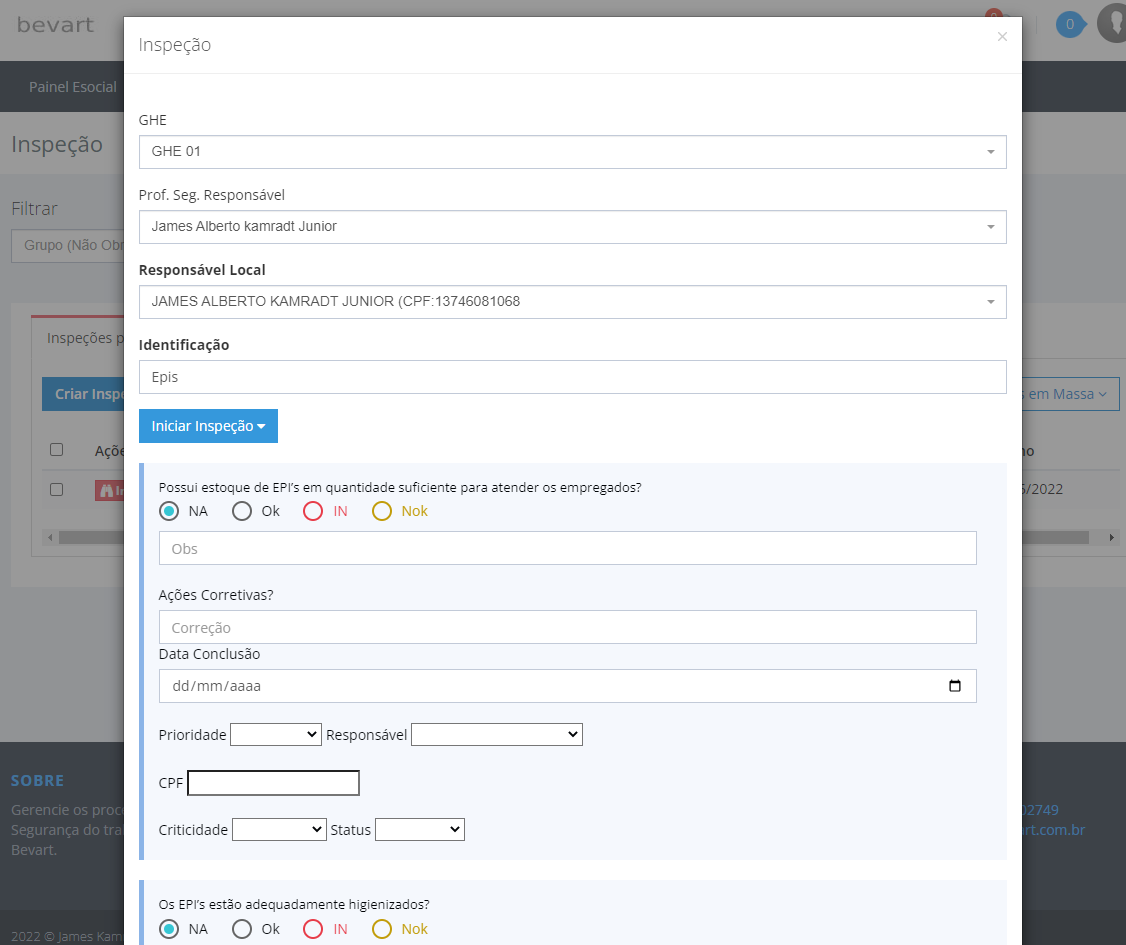 bevart
0
0
Painel Esocial
Inspeção
Filtrar
Grupo (Não Obr
Inspeções p
Criar Inspe
s em Massa
Açõe
no
In
5/2022
SOBRE
Gerencie os proce
Segurança do tra
Bevart.
02749
art.com.br
2022 © James Kam
Inspeção
×
GHE
GHE 01
Prof. Seg. Responsável
James Alberto kamradt Junior
Responsável Local
JAMES ALBERTO KAMRADT JUNIOR (CPF:13746081068
Identificação
Epis
Iniciar Inspeção
Possui estoque de EPI's em quantidade suficiente para atender os empregados?
NA Ok IN Nok
Obs
Ações Corretivas?
Correção
Data Conclusão
dd/mm/aaaa
Prioridade Responsável
CPF
Criticidade Status
Os EPI's estão adequadamente higienizados?
NA Ok IN Nok